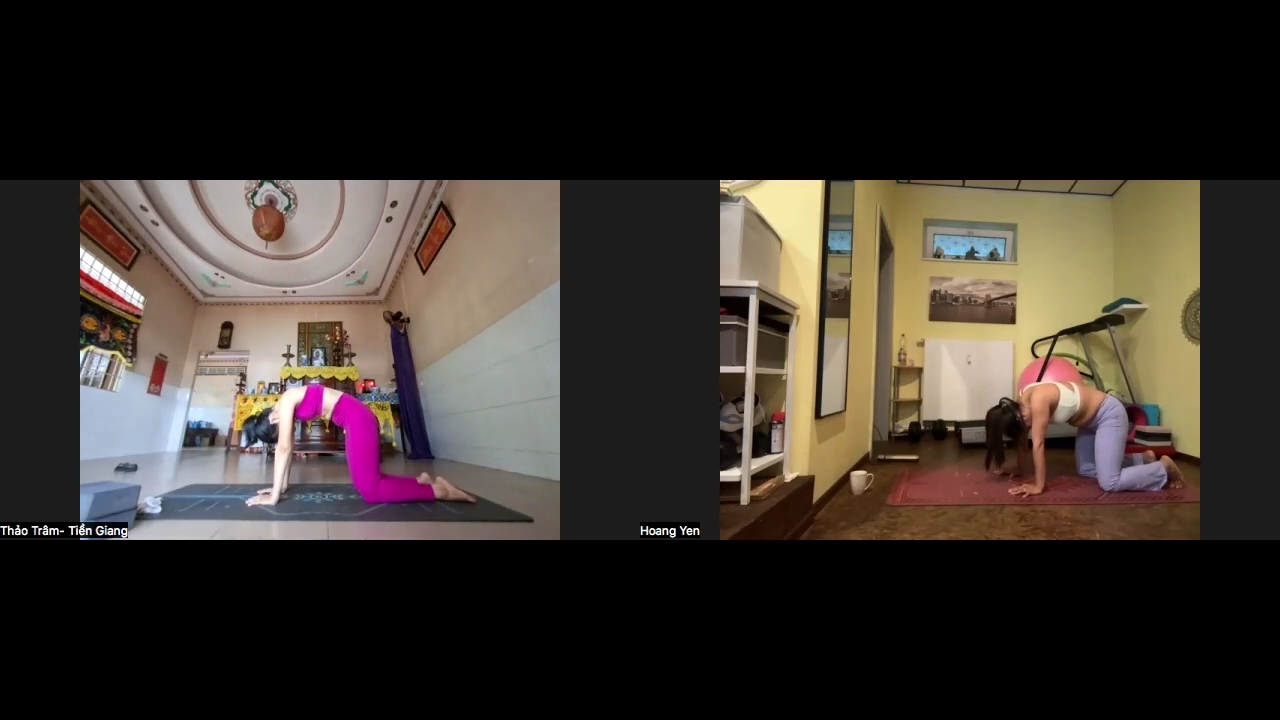 Thảo Trâm- Tiền Giang
Hoang Yen